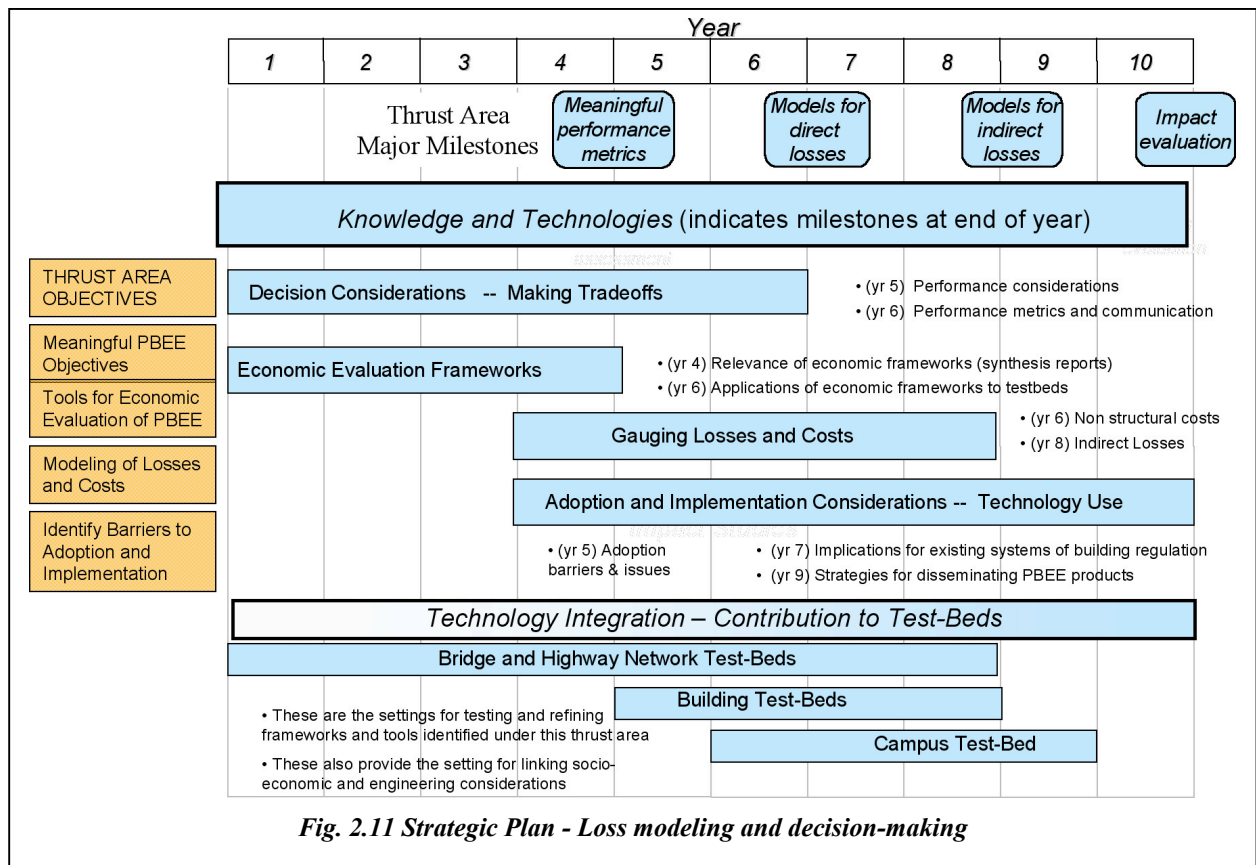 Year
1 2 3 4 5 6 7 8 9 10
Thrust Area
Major Milestones
Meaningful
performance
metrics
Models for
direct
losses
Models for
indirect
losses
Impact
evaluation
Knowledge and Technologies (indicates milestones at end of year)
assessment
evaluation
THRUST AREA
OBJECTIVES
Decision Considerations -- Making Tradeoffs
• (yr 5) Performance considerations
• (yr 6) Performance metrics and communication
Meaningful PBEE
Objectives
Economic Evaluation Frameworks
• (yr 4) Relevance of economic frameworks (synthesis reports)
• (yr 6) Applications of economic frameworks to testbeds
Tools for Economic
Evaluation of PBEE
Gauging Losses and Costs
• (yr 6) Non structural costs
• (yr 8) Indirect Losses
Modeling of Losses
and Costs
Adoption and Implementation Considerations -- Technology Use
Impact Studies
Identify Barriers to
Adoption and
Implementation
• (yr 5) Adoption
barriers & issues
• (yr 7) Implications for existing systems of building regulation
• (yr 9) Strategies for disseminating PBEE products
Technology Integration – Contribution to Test-Beds
Bridge and Highway Network Test-Beds
Building Test-Beds
Campus Test-Bed
• These are the settings for testing and refining
frameworks and tools identified under this thrust area
• These also provide the setting for linking socio-
economic and engineering considerations
Fig. 2.11 Strategic Plan - Loss modeling and decision-making